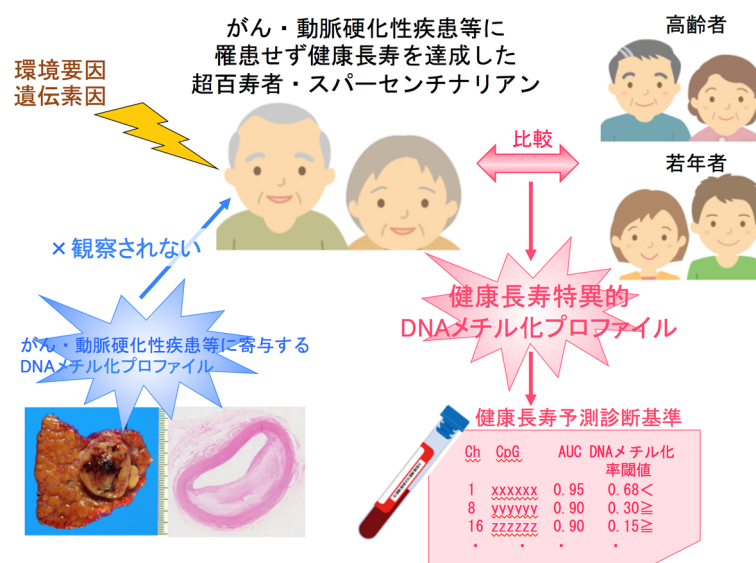 がん・動脈硬化性疾患等に
罹患せず健康長寿を達成した
超百寿者・スパーセンチナリアン
環境要因
遺伝素因
高齢者
比較
若年者
×観察されない
健康長寿特異的
DNAメチル化プロファイル
がん・動脈硬化性疾患等に寄与する
DNAメチル化プロファイル
健康長寿予測診断基準
Ch CpG AUC DNAメチル化
率閾値
1 xxxxxx 0.95 0.68<
8 yyyyyy 0.90 0.30≧
16 zzzzzz 0.90 0.15≧
・ ・ ・ ・